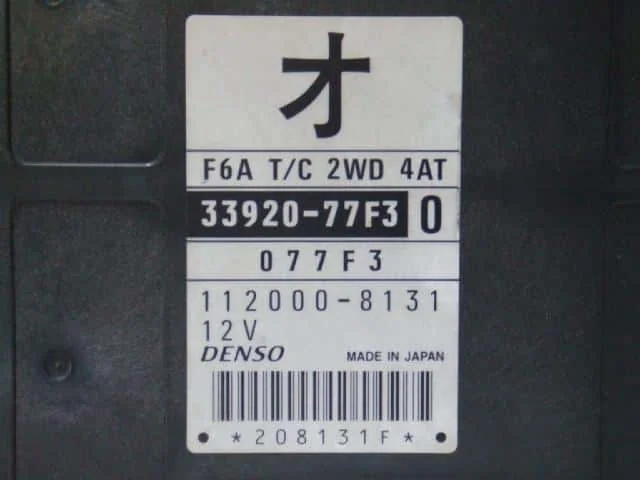 オ
F6A T/C 2WD 4AT
33920-77F3 0
077F3
112000-8131
12V
DENSO MADE IN JAPAN
*208131F*